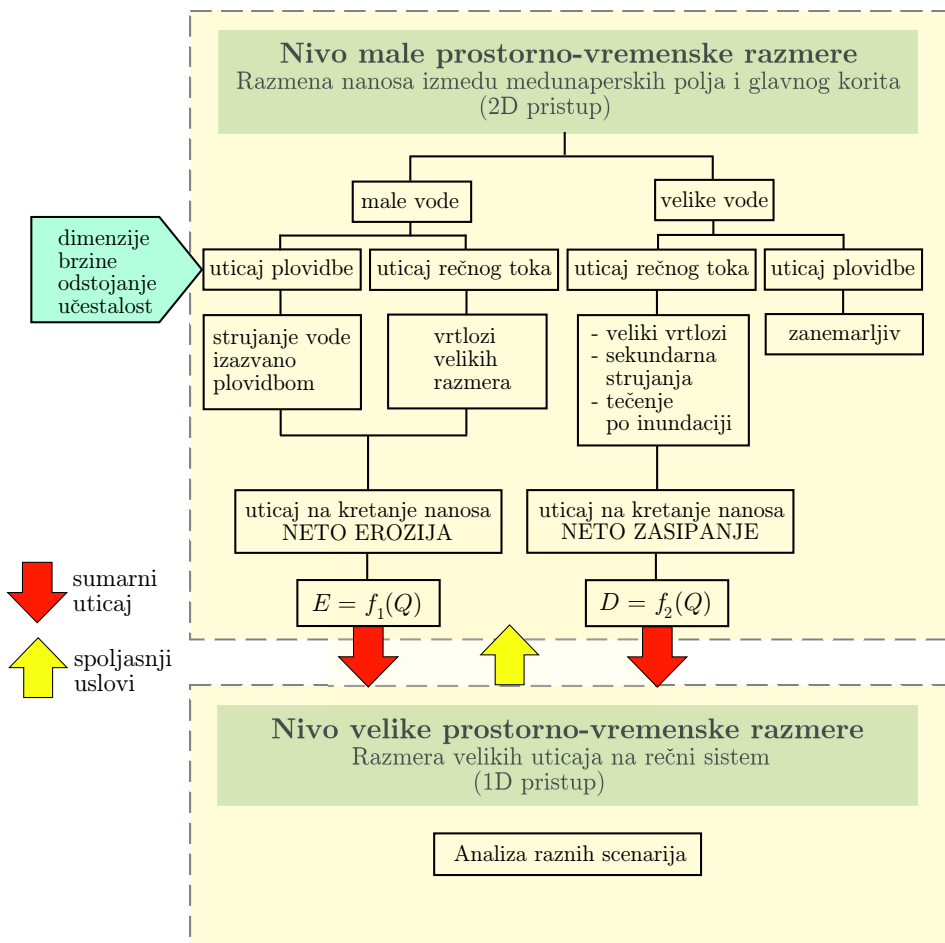 Nivo male prostorno-vremenske razmere
Razmena nanosa između međunaperskih polja i glavnog korita
(2D pristup)
male vode
velike vode
dimenzije
brzine
odstojanje
učestalost
uticaj plovidbe
uticaj rečnog toka
uticaj rečnog toka
uticaj plovidbe
strujanje vode
izazvano
plovidbom
vrtlozi
velikih
razmera
- veliki vrtlozi
- sekundarna
strujanja
- tečenje
po inundaciji
zanemarljiv
uticaj na kretanje nanosa
NETO EROZIJA
uticaj na kretanje nanosa
NETO ZASIPANJE
E = f₁(Q)
D = f₂(Q)
sumarni
uticaj
spoljasnji
uslovi
Nivo velike prostorno-vremenske razmere
Razmera velikih uticaja na rečni sistem
(1D pristup)
Analiza raznih scenarija